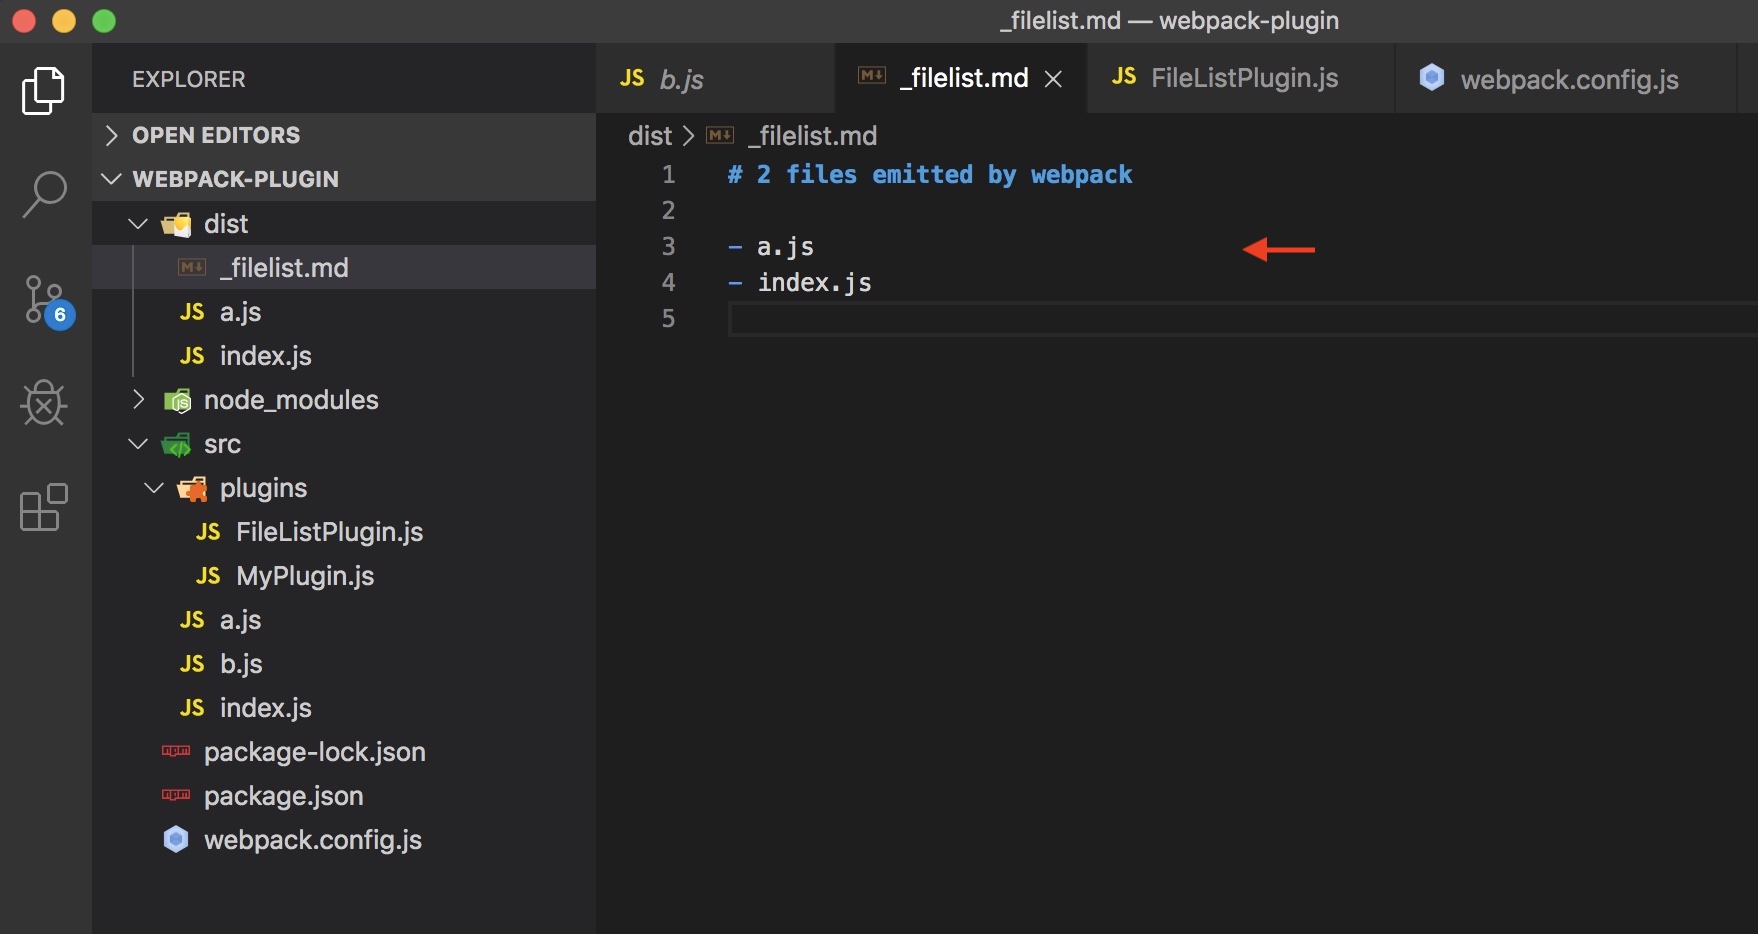 _filelist.md — webpack-plugin
EXPLORER
OPEN EDITORS
WEBPACK-PLUGIN
dist
M↓ _filelist.md
JS a.js
JS index.js
node_modules
src
plugins
JS FileListPlugin.js
JS MyPlugin.js
JS a.js
JS b.js
JS index.js
package-lock.json
package.json
webpack.config.js
6
JS b.js
M↓ _filelist.md
JS FileListPlugin.js
webpack.config.js
dist > M↓ _filelist.md
1 # 2 files emitted by webpack
2
3 - a.js
4 - index.js
5